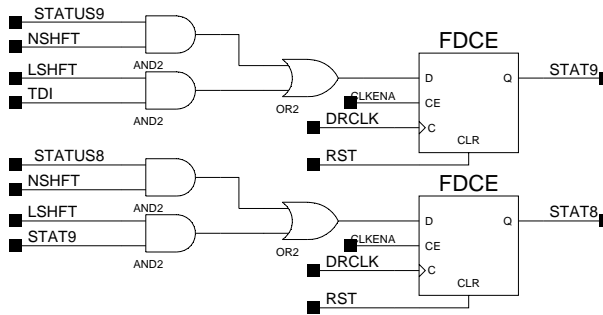 STATUS9
NSHFT
AND2
LSHFT
TDI
AND2
OR2
FDCE
D
Q
STAT9
CLKENA
CE
DRCLK
C
CLR
RST
STATUS8
NSHFT
AND2
LSHFT
STAT9
AND2
OR2
FDCE
D
Q
STAT8
CLKENA
CE
DRCLK
C
CLR
RST